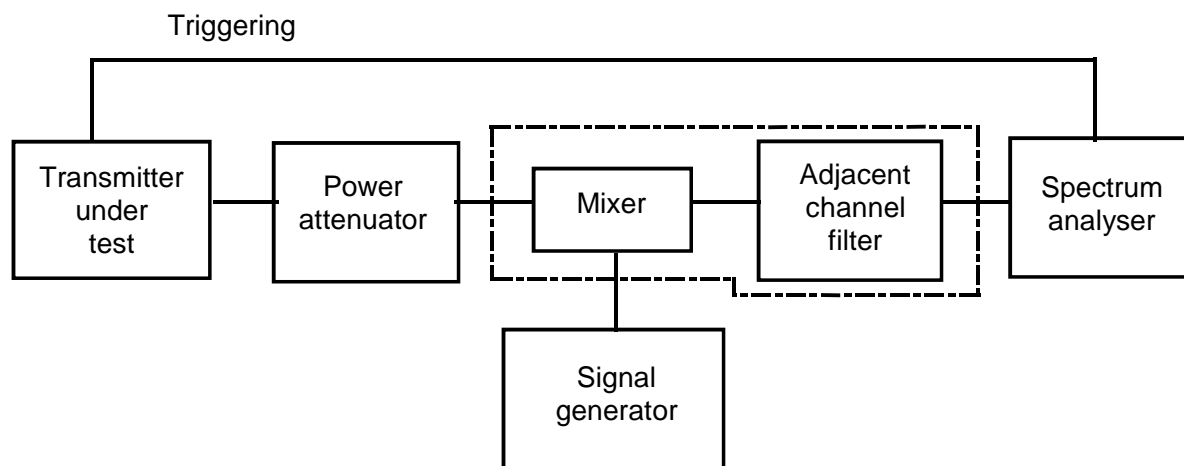 Triggering
Transmitter
under
test
Power
attenuator
Mixer
Adjacent
channel
filter
Spectrum
analyser
Signal
generator